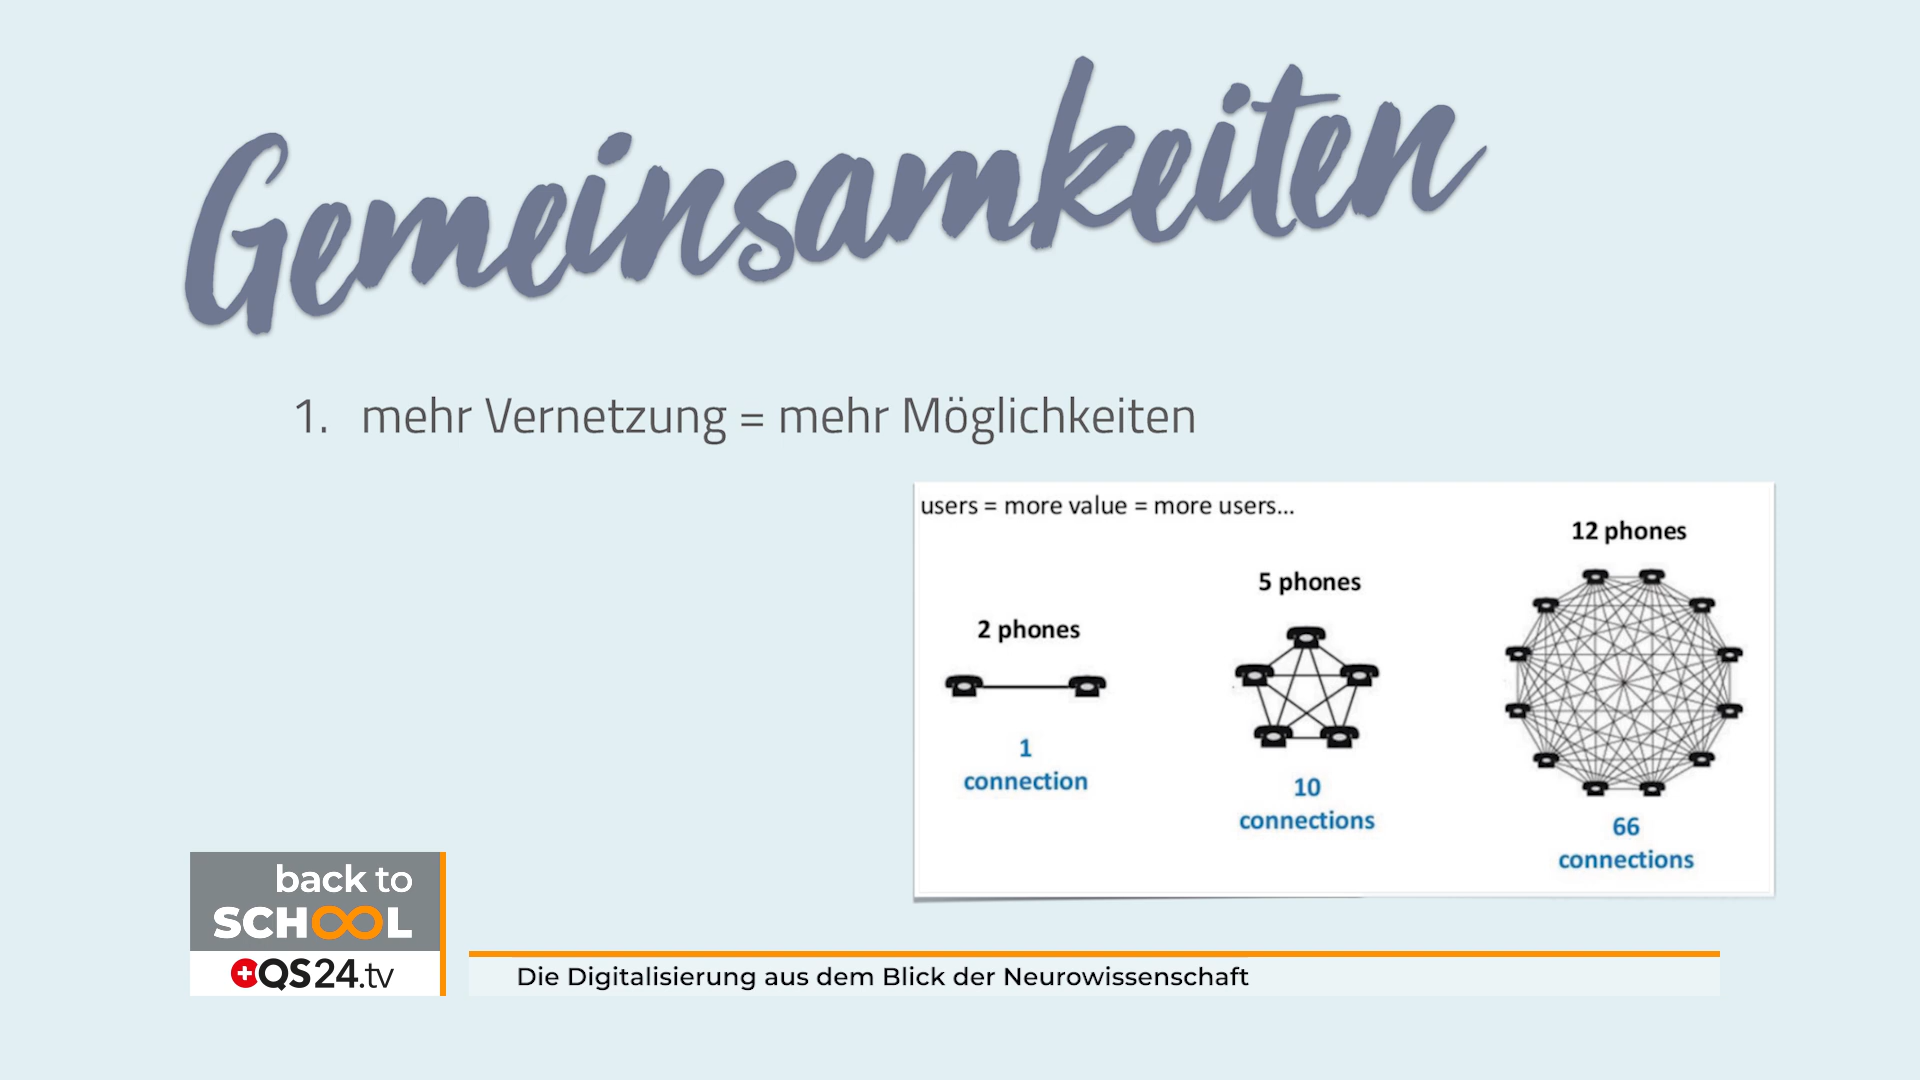 Gemeinsamkeiten
1. mehr Vernetzung = mehr Möglichkeiten
users = more value = more users...
2 phones
1
connection
5 phones
10
connections
12 phones
66
connections
back to
SCHOOL
QS24.tv
Die Digitalisierung aus dem Blick der Neurowissenschaft